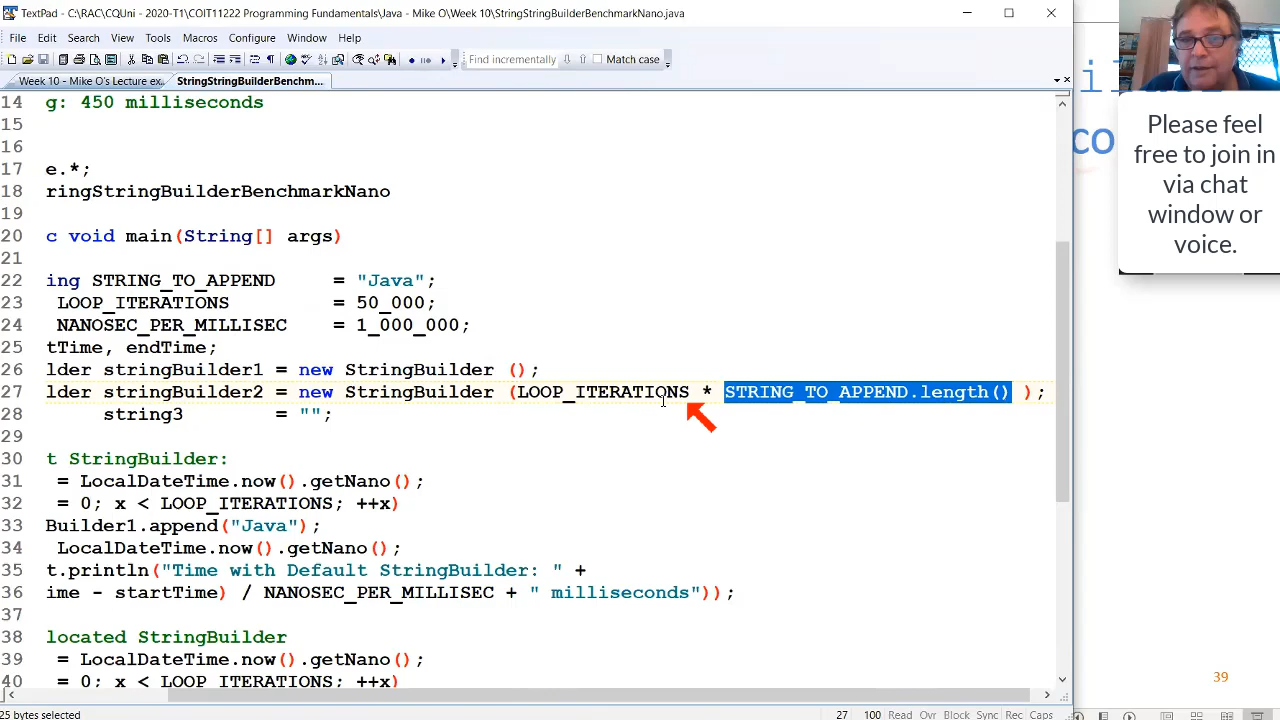 TextPad - C:\RAC\CQUni - 2020-T1\COIT11222 Programming Fundamentals\Java - Mike O\Week 10\StringStringBuilderBenchmarkNano.java
File Edit Search View Tools Macros Configure Window Help
Find incrementally Match case
Week 10 - Mike O's Lecture ex StringStringBuilderBenchm...
14 g: 450 milliseconds
15
16
17 e.*;
18 ringStringBuilderBenchmarkNano
19
20 c void main(String[] args)
21
22 ing STRING_TO_APPEND = "Java";
23 LOOP_ITERATIONS = 50_000;
24 NANOSEC_PER_MILLISEC = 1_000_000;
25 tTime, endTime;
26 lder stringBuilder1 = new StringBuilder ();
27 lder stringBuilder2 = new StringBuilder (LOOP_ITERATIONS * STRING_TO_APPEND.length() );
28 string3 = "";
29
30 t StringBuilder:
31 = LocalDateTime.now().getNano();
32 = 0; x < LOOP_ITERATIONS; ++x)
33 Builder1.append("Java");
34 LocalDateTime.now().getNano();
35 t.println("Time with Default StringBuilder: " +
36 ime - startTime) / NANOSEC_PER_MILLISEC + " milliseconds"));
37
38 located StringBuilder
39 = LocalDateTime.now().getNano();
40 = 0; x < LOOP_ITERATIONS; ++x)
25 bytes selected 27 100 Read Ovr Block Sync Rec Caps
co
Please feel
free to join in
via chat
window or
voice.
39